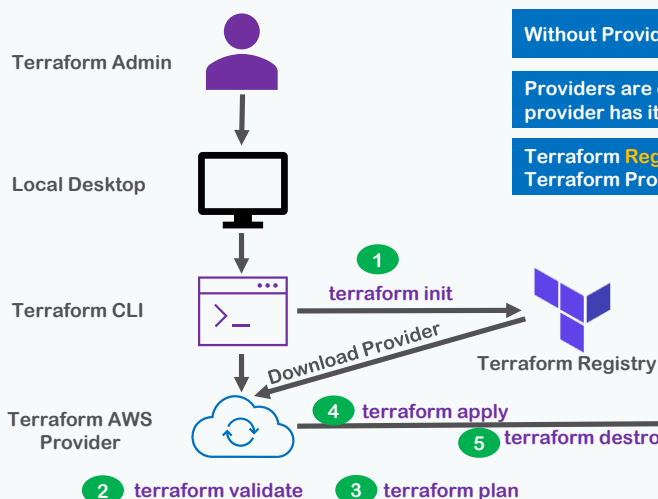 Without Provid
Terraform Admin
Providers are
provider has it
Terraform Reg
Terraform Pro
Local Desktop
1
terraform init
Terraform CLI
Download Provider
Terraform Registry
Terraform AWS
Provider
4 terraform apply
5 terraform destro
2 terraform validate
3 terraform plan